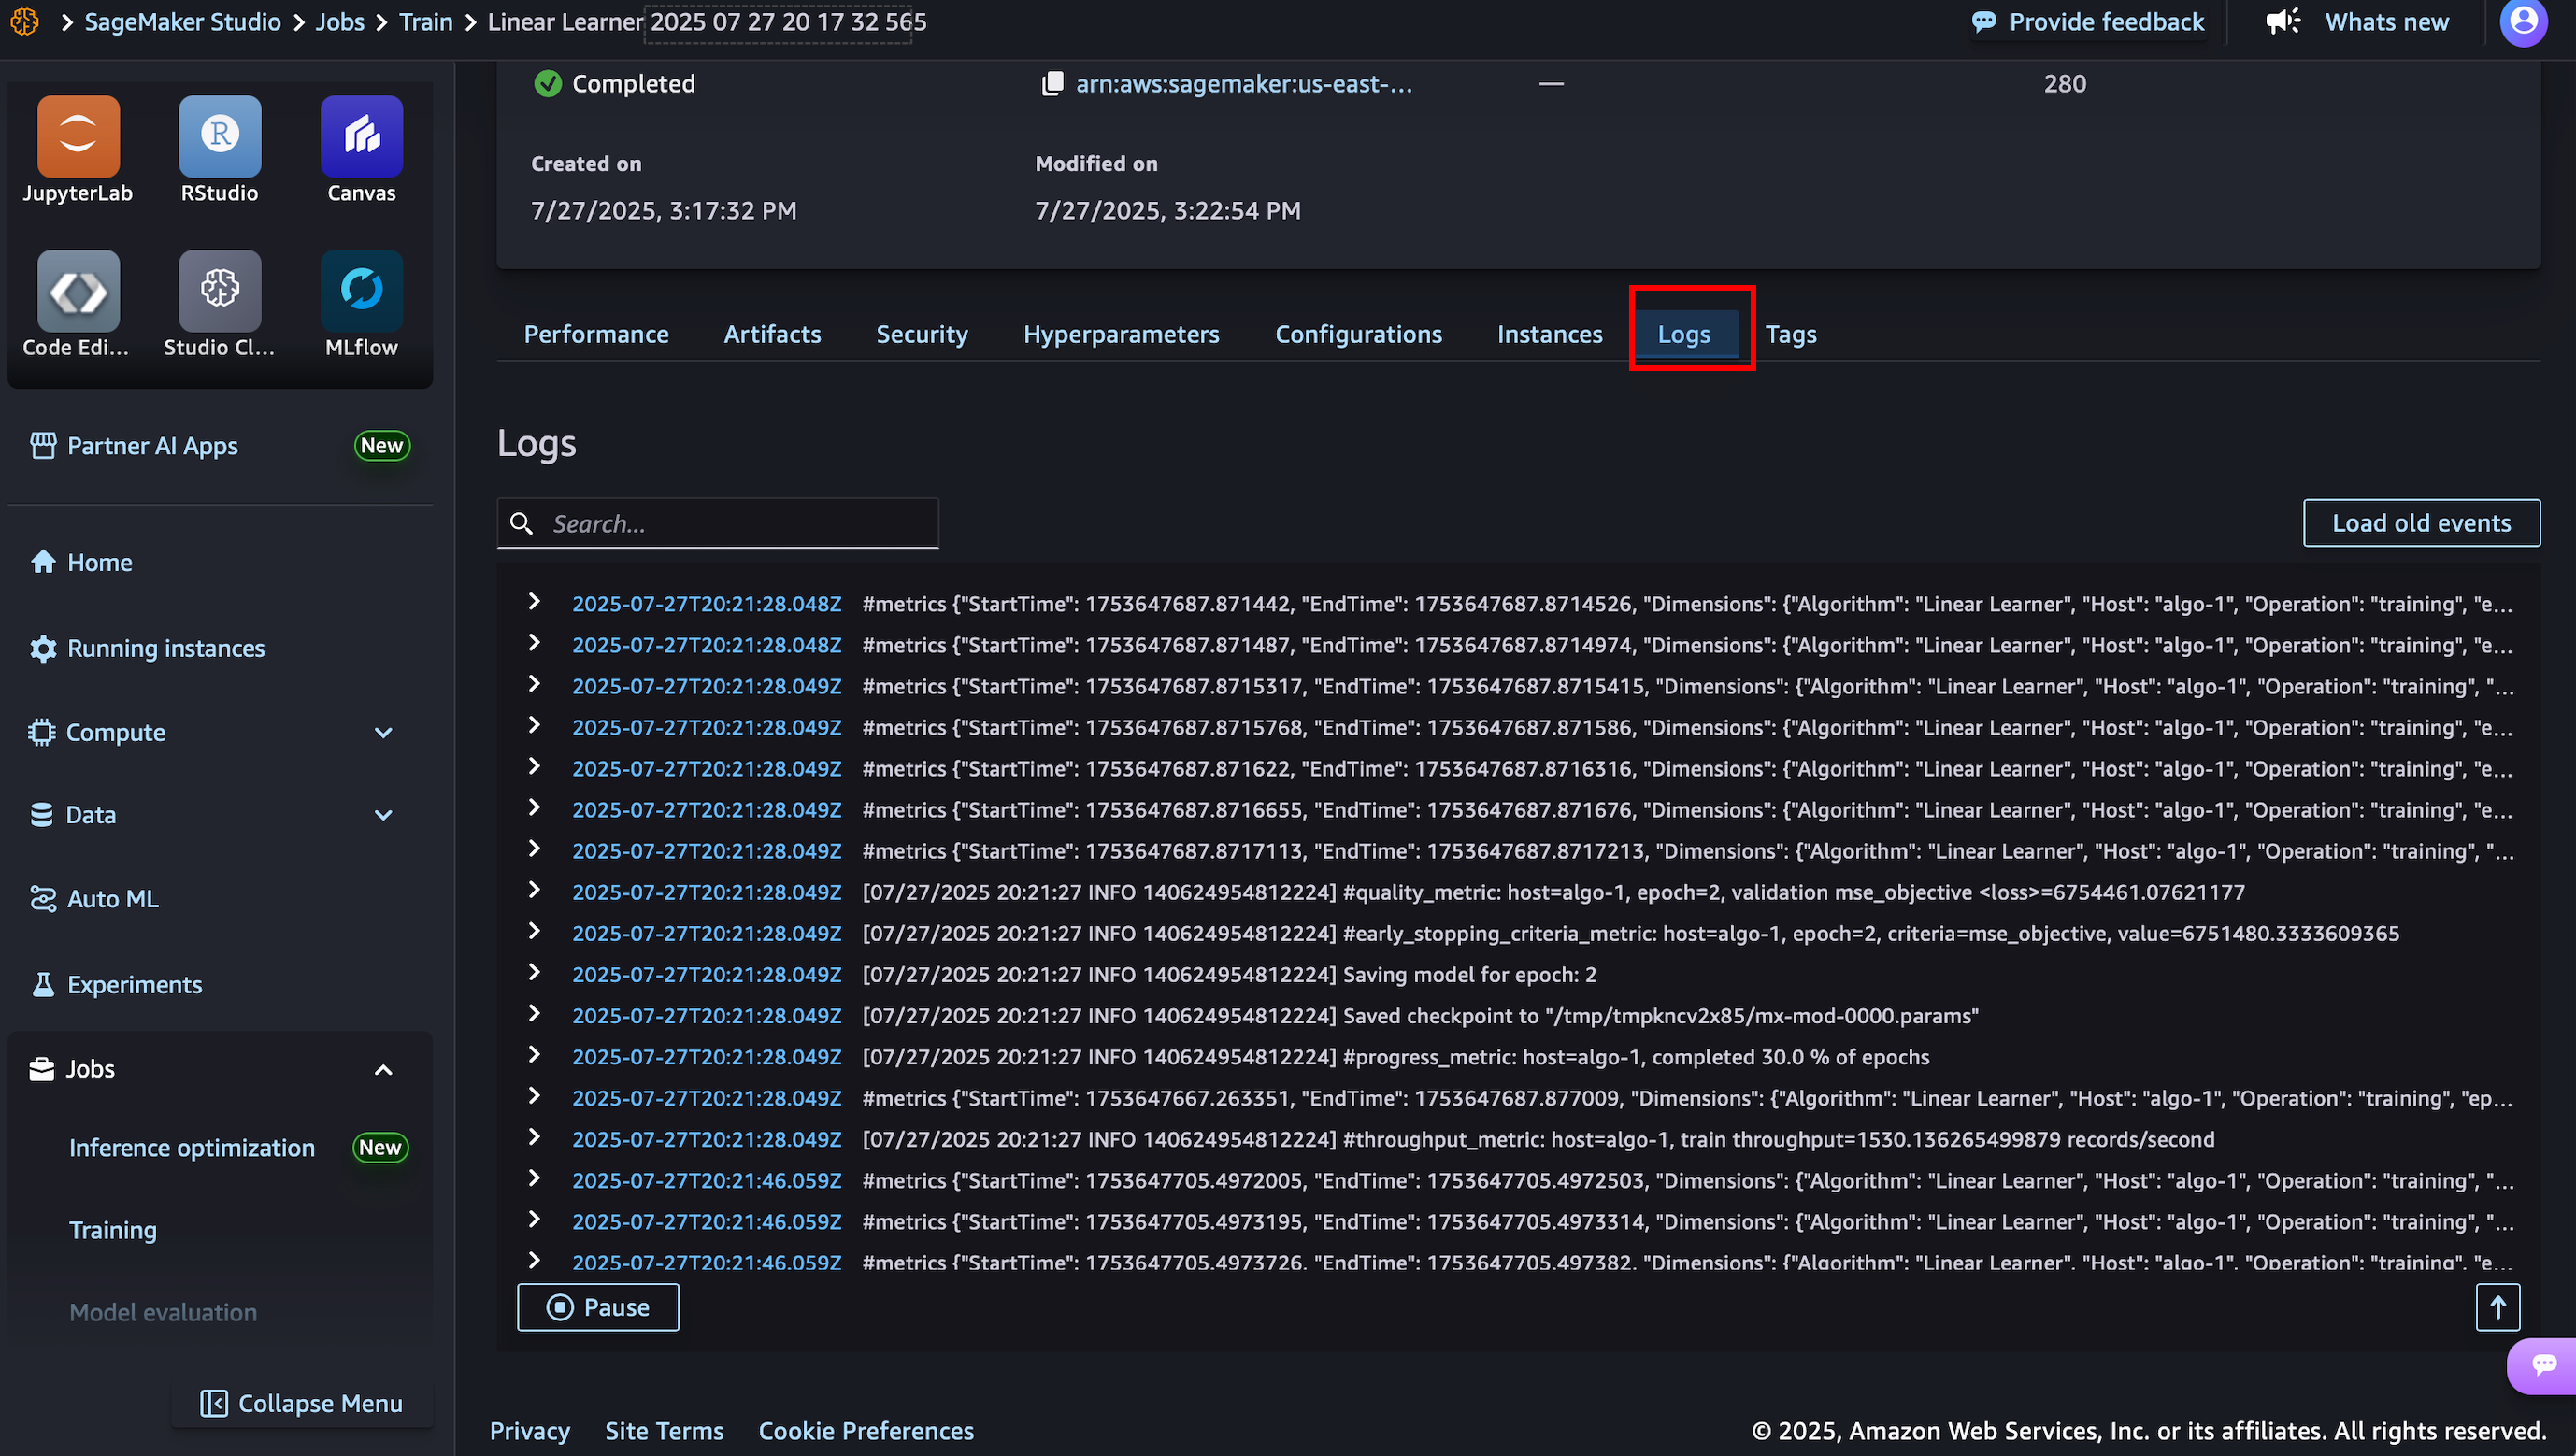 SageMaker Studio > Jobs > Train > Linear Learner 2025 07 27 20 17 32 565
Provide feedback
Whats new
JupyterLab
RStudio
Canvas
Code Edi...
Studio Cl...
MLflow
Partner AI Apps New
Home
Running instances
Compute
Data
Auto ML
Experiments
Jobs
Inference optimization New
Training
Model evaluation
Collapse Menu
Completed
arn:aws:sagemaker:us-east-...
—
280
Created on
Modified on
7/27/2025, 3:17:32 PM
7/27/2025, 3:22:54 PM
Performance Artifacts Security Hyperparameters Configurations Instances Logs Tags
Logs
Search...
Load old events
2025-07-27T20:21:28.048Z #metrics {"StartTime": 1753647687.871442, "EndTime": 1753647687.8714526, "Dimensions": {"Algorithm": "Linear Learner", "Host": "algo-1", "Operation": "training", "e...
2025-07-27T20:21:28.048Z #metrics {"StartTime": 1753647687.871487, "EndTime": 1753647687.8714974, "Dimensions": {"Algorithm": "Linear Learner", "Host": "algo-1", "Operation": "training", "e...
2025-07-27T20:21:28.049Z #metrics {"StartTime": 1753647687.8715317, "EndTime": 1753647687.8715415, "Dimensions": {"Algorithm": "Linear Learner", "Host": "algo-1", "Operation": "training", "...
2025-07-27T20:21:28.049Z #metrics {"StartTime": 1753647687.8715768, "EndTime": 1753647687.871586, "Dimensions": {"Algorithm": "Linear Learner", "Host": "algo-1", "Operation": "training", "e...
2025-07-27T20:21:28.049Z #metrics {"StartTime": 1753647687.871622, "EndTime": 1753647687.8716316, "Dimensions": {"Algorithm": "Linear Learner", "Host": "algo-1", "Operation": "training", "e...
2025-07-27T20:21:28.049Z #metrics {"StartTime": 1753647687.8716655, "EndTime": 1753647687.871676, "Dimensions": {"Algorithm": "Linear Learner", "Host": "algo-1", "Operation": "training", "e...
2025-07-27T20:21:28.049Z #metrics {"StartTime": 1753647687.8717113, "EndTime": 1753647687.8717213, "Dimensions": {"Algorithm": "Linear Learner", "Host": "algo-1", "Operation": "training", "...
2025-07-27T20:21:28.049Z [07/27/2025 20:21:27 INFO 140624954812224] #quality_metric: host=algo-1, epoch=2, validation mse_objective <loss>=6754461.07621177
2025-07-27T20:21:28.049Z [07/27/2025 20:21:27 INFO 140624954812224] #early_stopping_criteria_metric: host=algo-1, epoch=2, criteria=mse_objective, value=6751480.3333609365
2025-07-27T20:21:28.049Z [07/27/2025 20:21:27 INFO 140624954812224] Saving model for epoch: 2
2025-07-27T20:21:28.049Z [07/27/2025 20:21:27 INFO 140624954812224] Saved checkpoint to "/tmp/tmpkncv2x85/mx-mod-0000.params"
2025-07-27T20:21:28.049Z [07/27/2025 20:21:27 INFO 140624954812224] #progress_metric: host=algo-1, completed 30.0 % of epochs
2025-07-27T20:21:28.049Z #metrics {"StartTime": 1753647667.263351, "EndTime": 1753647687.877009, "Dimensions": {"Algorithm": "Linear Learner", "Host": "algo-1", "Operation": "training", "ep...
2025-07-27T20:21:28.049Z [07/27/2025 20:21:27 INFO 140624954812224] #throughput_metric: host=algo-1, train throughput=1530.136265499879 records/second
2025-07-27T20:21:46.059Z #metrics {"StartTime": 1753647705.4972005, "EndTime": 1753647705.4972503, "Dimensions": {"Algorithm": "Linear Learner", "Host": "algo-1", "Operation": "training", "...
2025-07-27T20:21:46.059Z #metrics {"StartTime": 1753647705.4973195, "EndTime": 1753647705.4973314, "Dimensions": {"Algorithm": "Linear Learner", "Host": "algo-1", "Operation": "training", "...
2025-07-27T20:21:46.059Z #metrics {"StartTime": 1753647705.4973726, "EndTime": 1753647705.497382, "Dimensions": {"Algorithm": "Linear Learner", "Host": "algo-1", "Operation": "training", "e...
Pause
Privacy Site Terms Cookie Preferences
© 2025, Amazon Web Services, Inc. or its affiliates. All rights reserved.